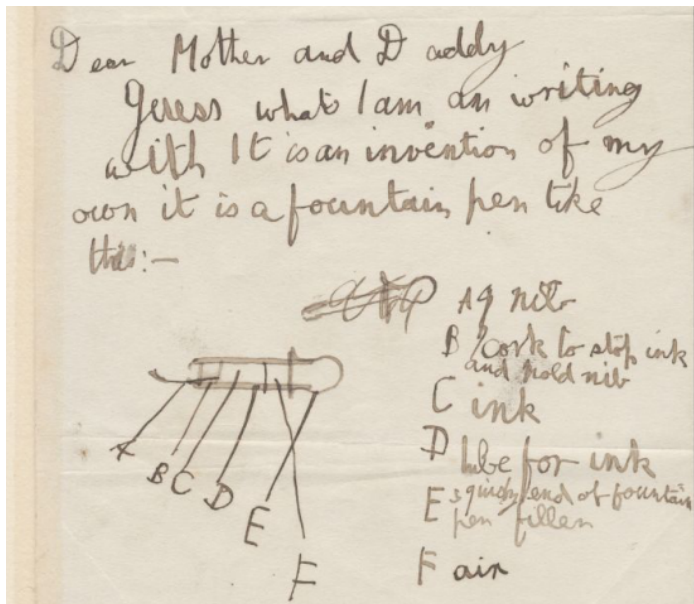 Dear Mother and Daddy
Guess what I am an writing
with It is an invention of my
own it is a fountain pen like
this:—
A g nib
B cork to stop ink
and hold nib
C ink
D tube for ink
E squishy end of fountain
pen filler
F air
A
B C D
E
F